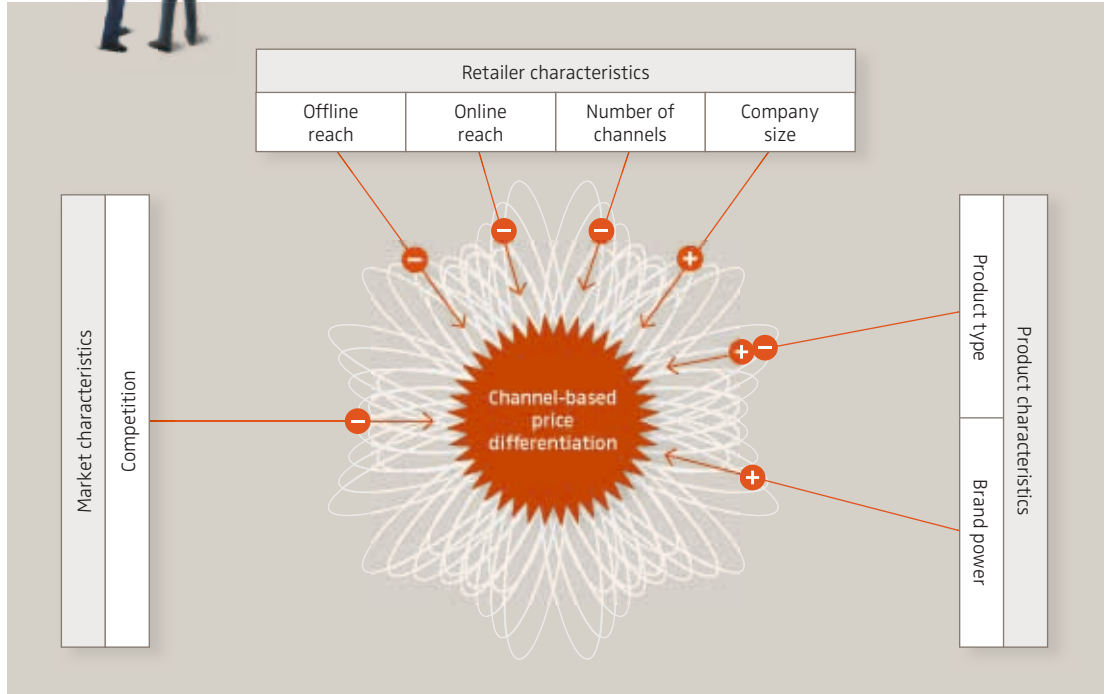 Retailer characteristics
Offline
reach
Online
reach
Number of
channels
Company
size
Market characteristics
Competition
Channel-based
price
differentiation
Product type
Brand power
Product characteristics